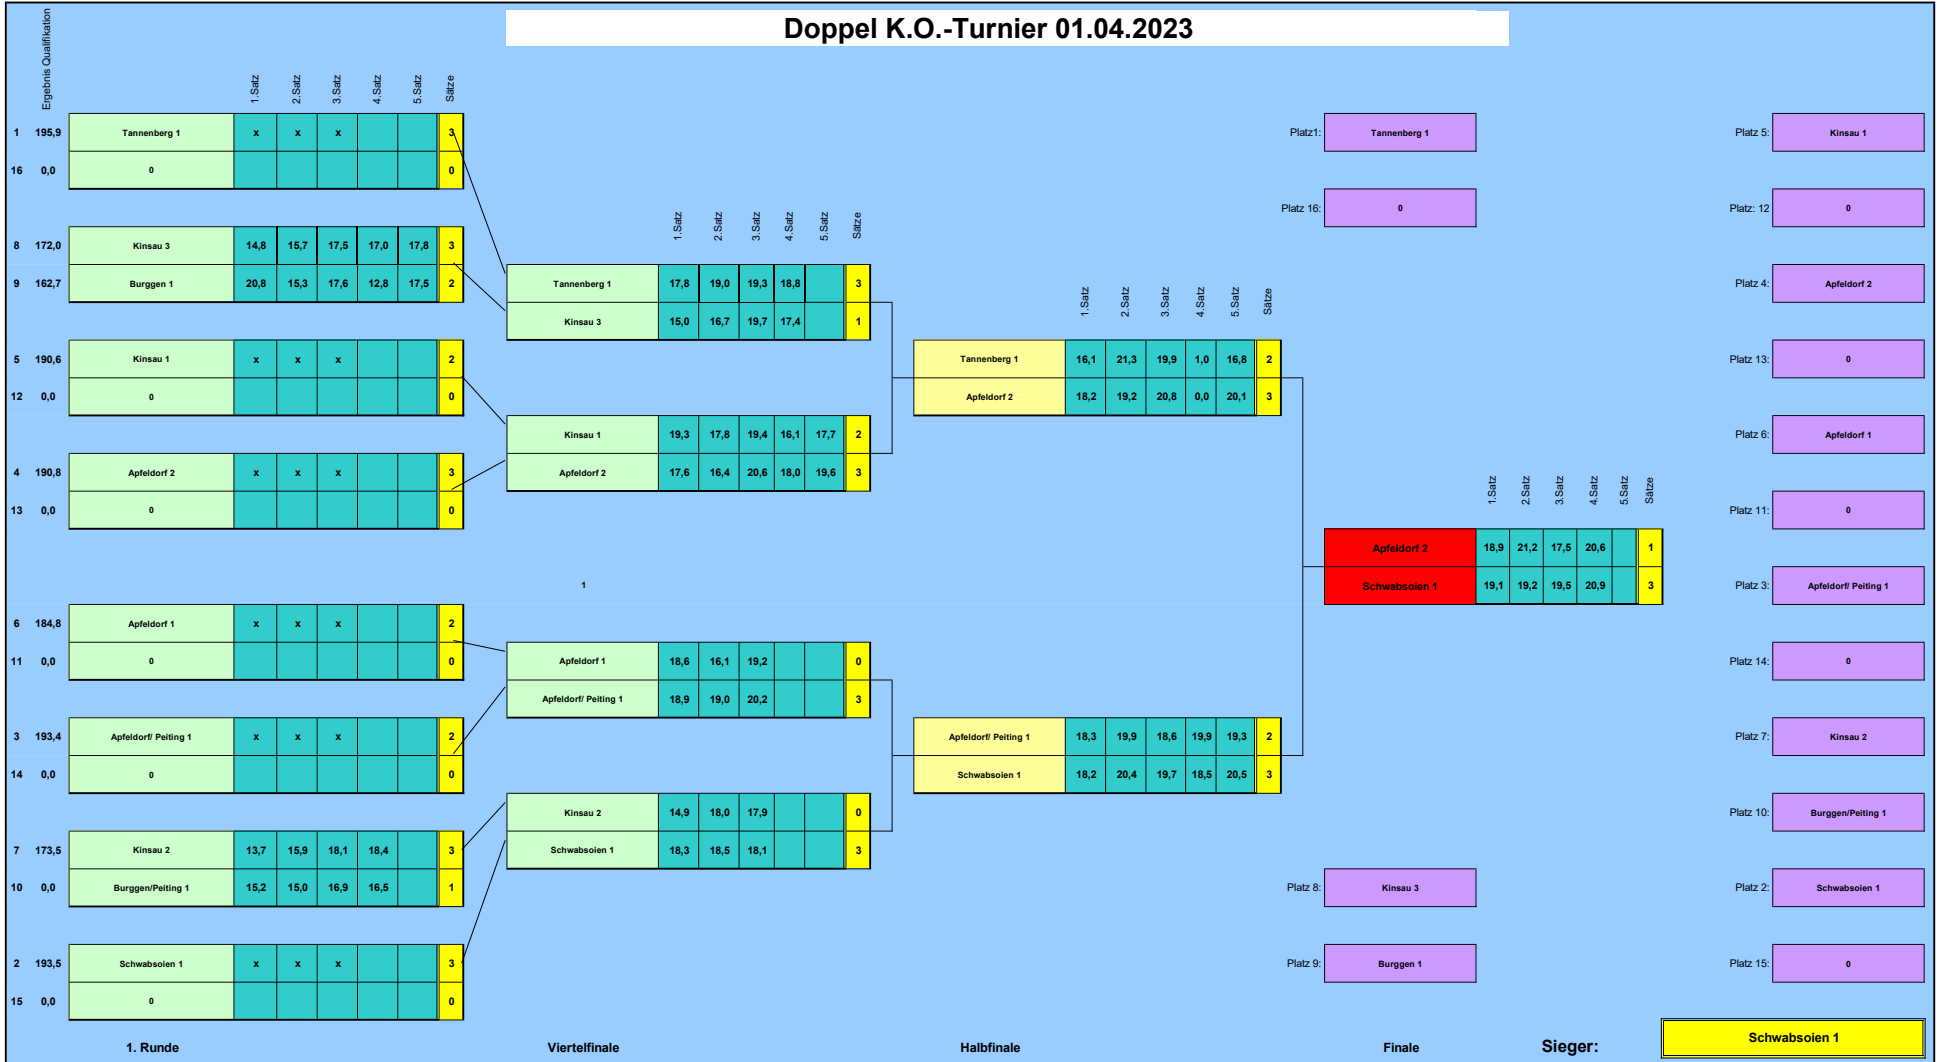 Doppel K.O.-Turnier 01.04.2023
Ergebnis Qualifikation
1.Satz 2.Satz 3.Satz 4.Satz 5.Satz Sätze
1 195,9 Tannenberg 1 x x x 3
16 0,0 0 0
8 172,0 Kinsau 3 14,8 15,7 17,5 17,0 17,8 3
9 162,7 Burggen 1 20,8 15,3 17,6 12,8 17,5 2
5 190,6 Kinsau 1 x x x 2
12 0,0 0 0
4 190,8 Apfeldorf 2 x x x 3
13 0,0 0 0
1
6 184,8 Apfeldorf 1 x x x 2
11 0,0 0 0
3 193,4 Apfeldorf/ Peiting 1 x x x 2
14 0,0 0 0
7 173,5 Kinsau 2 13,7 15,9 18,1 18,4 3
10 0,0 Burggen/Peiting 1 15,2 15,0 16,9 16,5 1
2 193,5 Schwabsoien 1 x x x 3
15 0,0 0 0
1. Runde
1.Satz 2.Satz 3.Satz 4.Satz 5.Satz Sätze
Tannenberg 1 17,8 19,0 19,3 18,8 3
Kinsau 3 15,0 16,7 19,7 17,4 1
Kinsau 1 19,3 17,8 19,4 16,1 17,7 2
Apfeldorf 2 17,6 16,4 20,6 18,0 19,6 3
Apfeldorf 1 18,6 16,1 19,2 0
Apfeldorf/ Peiting 1 18,9 19,0 20,2 3
Kinsau 2 14,9 18,0 17,9 0
Schwabsoien 1 18,3 18,5 18,1 3
Viertelfinale
1.Satz 2.Satz 3.Satz 4.Satz 5.Satz Sätze
Tannenberg 1 16,1 21,3 19,9 1,0 16,8 2
Apfeldorf 2 18,2 19,2 20,8 0,0 20,1 3
Apfeldorf/ Peiting 1 18,3 19,9 18,6 19,9 19,3 2
Schwabsoien 1 18,2 20,4 19,7 18,5 20,5 3
Halbfinale
Platz1: Tannenberg 1
Platz 16: 0
1.Satz 2.Satz 3.Satz 4.Satz 5.Satz Sätze
Apfeldorf 2 18,9 21,2 17,5 20,6 1
Schwabsoien 1 19,1 19,2 19,5 20,9 3
Platz 8: Kinsau 3
Platz 9: Burggen 1
Finale
Platz 5: Kinsau 1
Platz: 12 0
Platz 4: Apfeldorf 2
Platz 13: 0
Platz 6: Apfeldorf 1
Platz 11: 0
Platz 3: Apfeldorf/ Peiting 1
Platz 14: 0
Platz 7: Kinsau 2
Platz 10: Burggen/Peiting 1
Platz 2: Schwabsoien 1
Platz 15: 0
Sieger: Schwabsoien 1